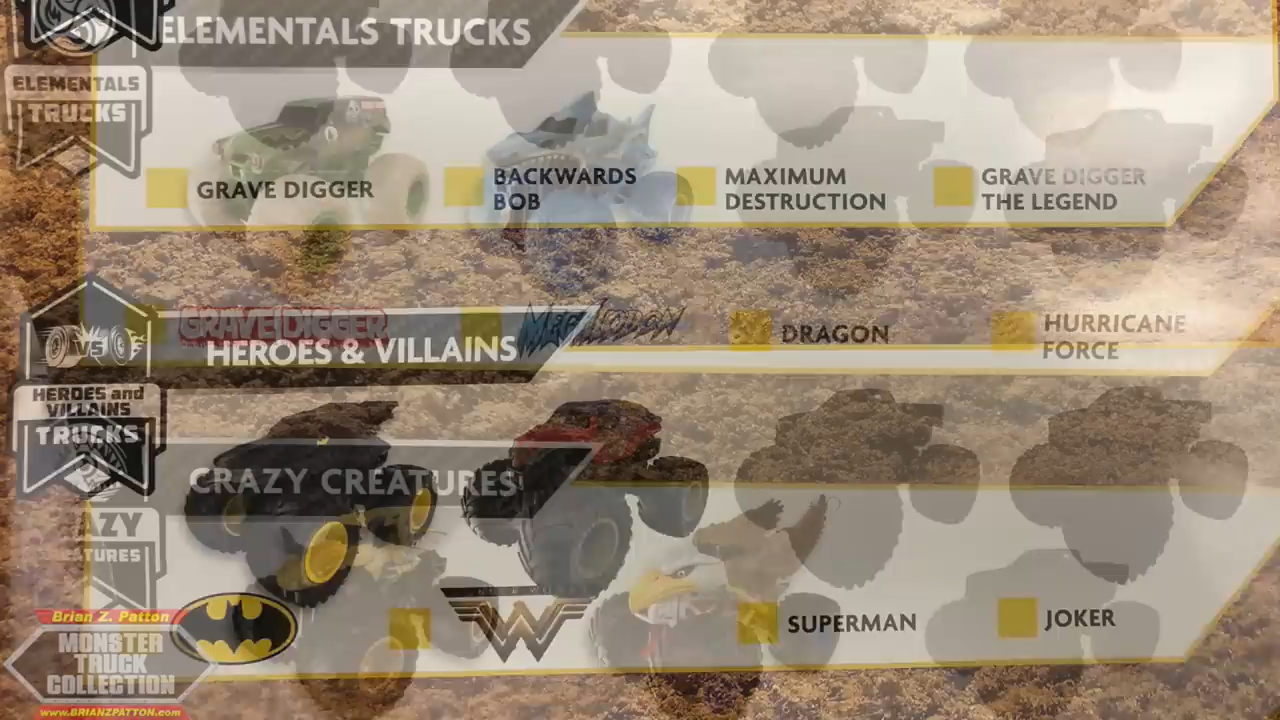 ELEMENTALS TRUCKS
ELEMENTALS
TRUCKS
GRAVE DIGGER
BACKWARDS
BOB
MAXIMUM
DESTRUCTION
GRAVE DIGGER
THE LEGEND
GRAVE DIGGER
MEGALODON
DRAGON
HURRICANE
FORCE
VS
HEROES & VILLAINS
HEROES and
VILLAINS
TRUCKS
CRAZY CREATURES
SUPERMAN
JOKER
Brian Z. Patton
MONSTER
TRUCK
COLLECTION
www.BRIANZPATTON.com